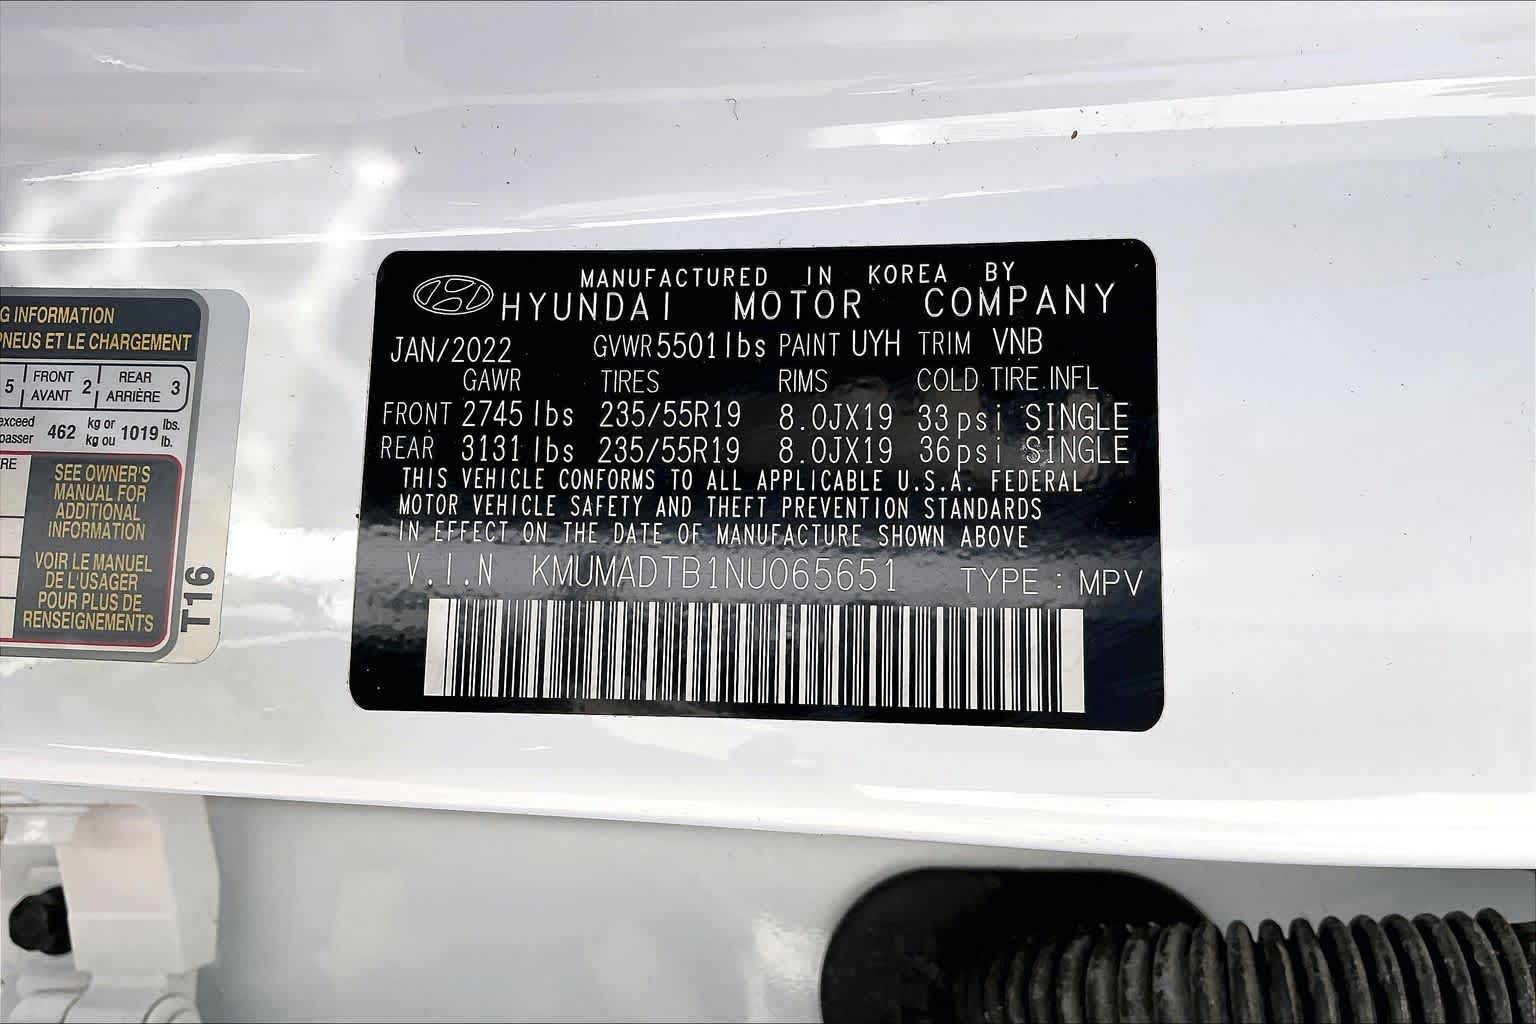 G INFORMATION
PNEUS ET LE CHARGEMENT
5 FRONT AVANT 2 REAR ARRIÈRE 3
exceed
passer 462 kg or kg ou 1019 lbs. lb.
RE
SEE OWNER'S
MANUAL FOR
ADDITIONAL
INFORMATION
VOIR LE MANUEL
DE L'USAGER
POUR PLUS DE
RENSEIGNEMENTS
T16
MANUFACTURED IN KOREA BY
HYUNDAI MOTOR COMPANY
JAN/2022 GVWR 5501lbs PAINT UYH TRIM VNB
GAWR TIRES RIMS COLD TIRE INFL
FRONT 2745 lbs 235/55R19 8.0JX19 33psi SINGLE
REAR 3131 lbs 235/55R19 8.0JX19 36psi SINGLE
THIS VEHICLE CONFORMS TO ALL APPLICABLE U.S.A. FEDERAL
MOTOR VEHICLE SAFETY AND THEFT PREVENTION STANDARDS
IN EFFECT ON THE DATE OF MANUFACTURE SHOWN ABOVE
V.I.N KMUMADTB1NU065651 TYPE : MPV